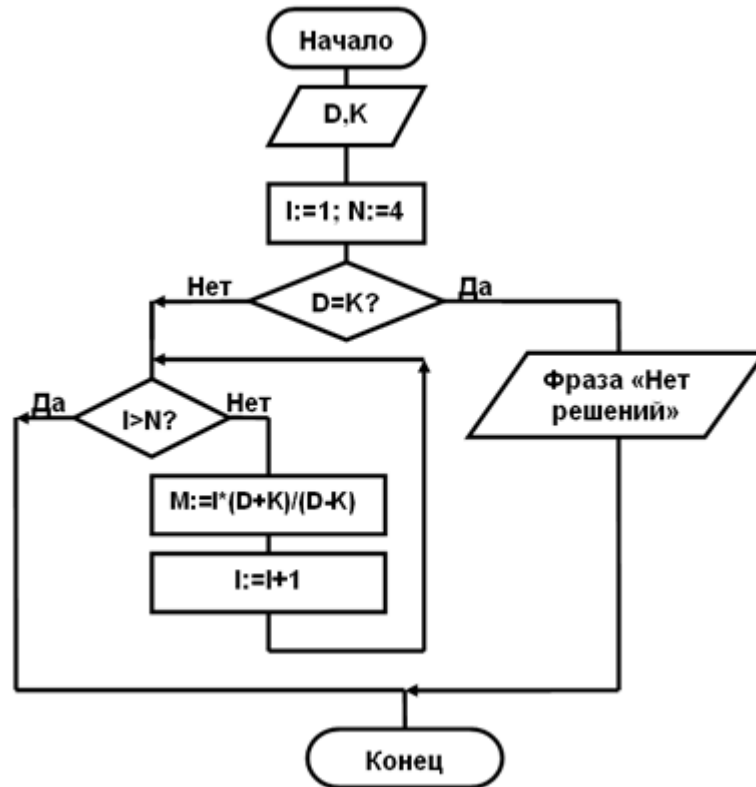 Начало
D,K
I:=1; N:=4
Нет
D=K?
Да
Да
I>N?
Нет
Фраза «Нет
решений»
M:=I*(D+K)/(D-K)
I:=I+1
Конец